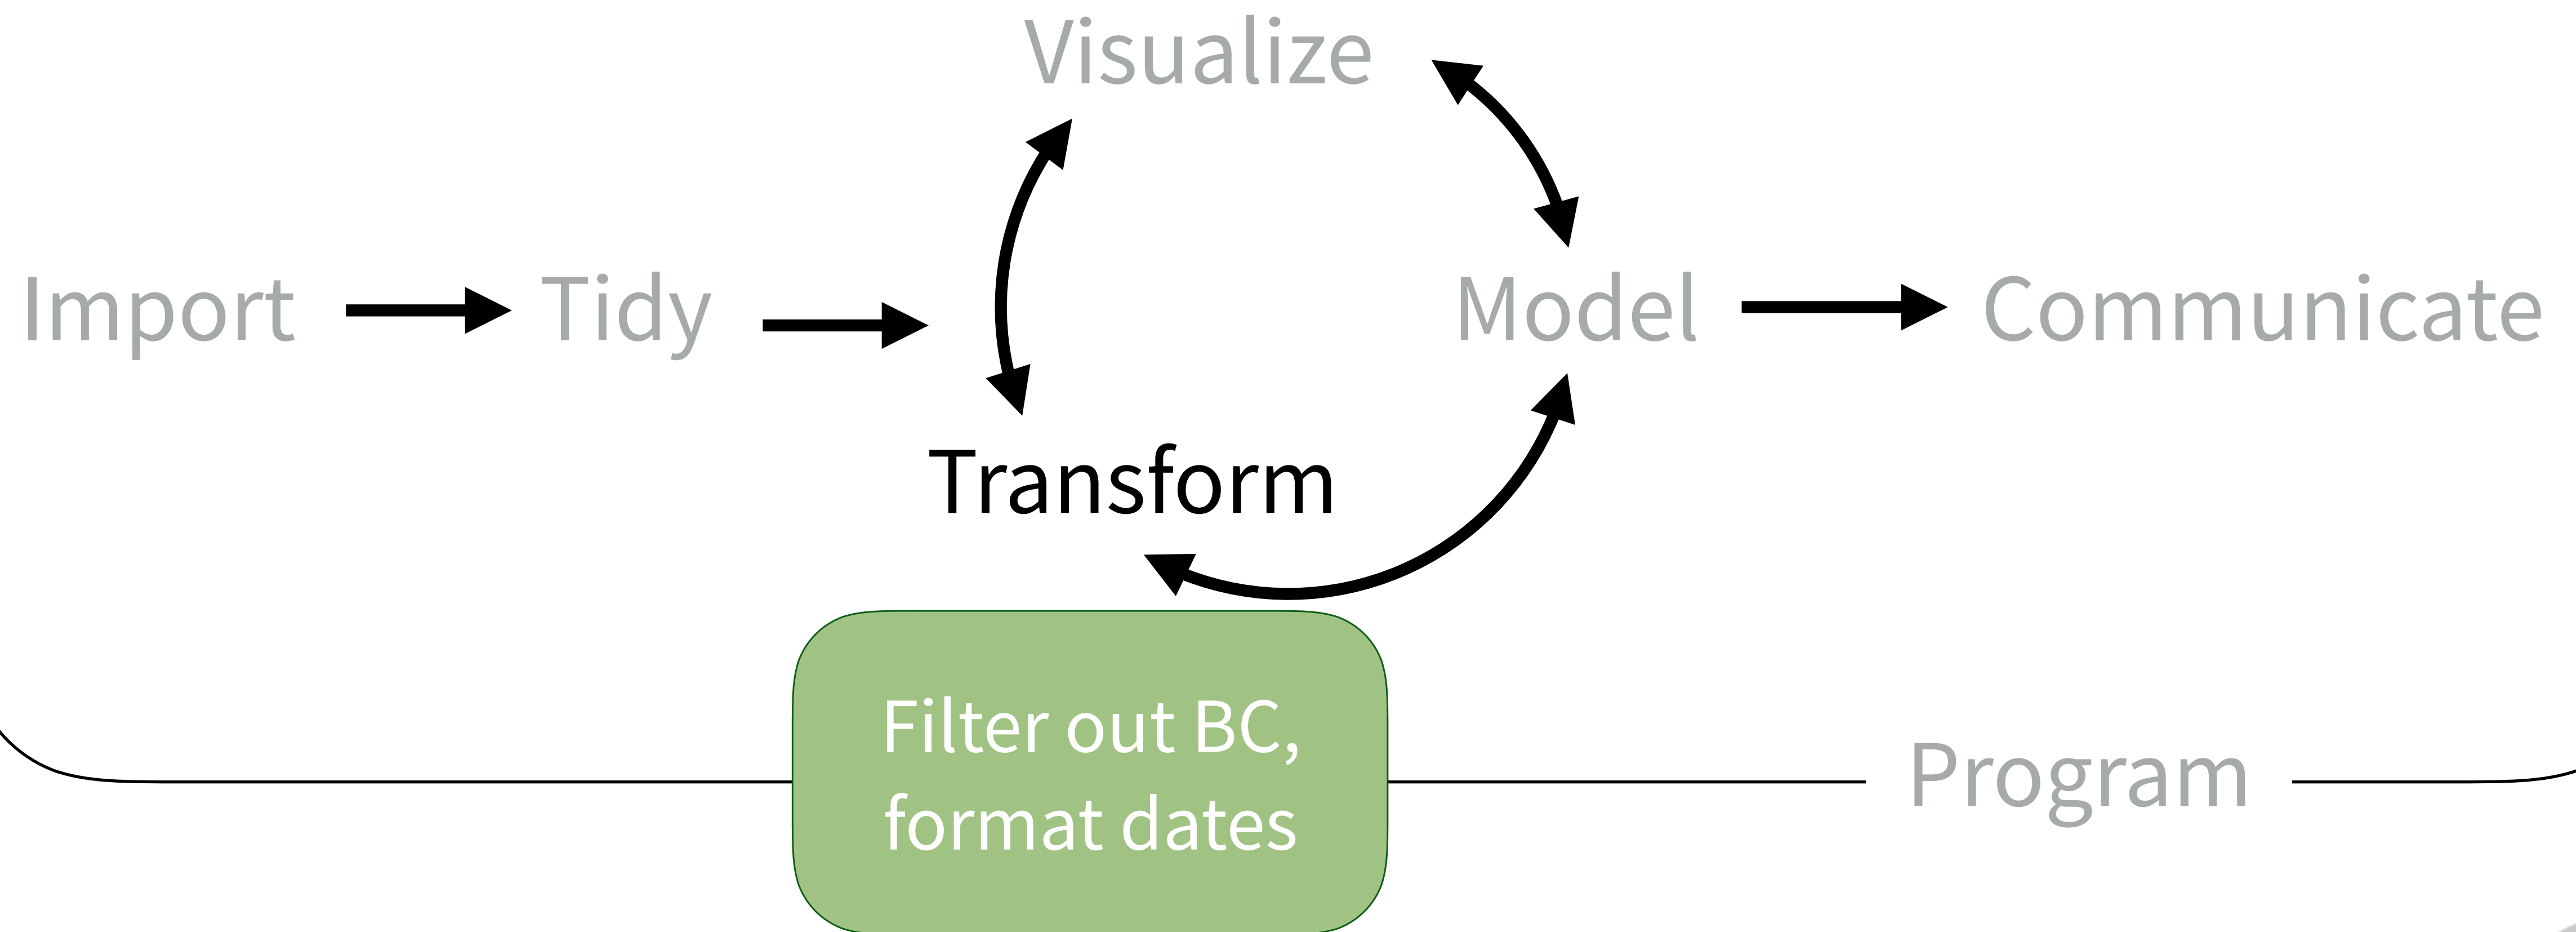 Visualize
Import
Tidy
Model
Communicate
Transform
Filter out BC,
format dates
Program